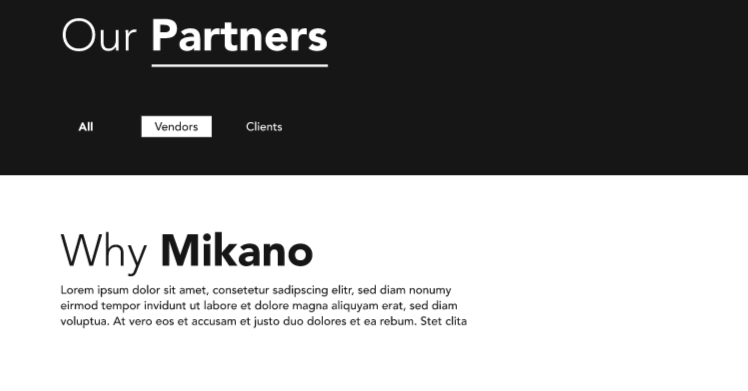 Our Partners
All Vendors Clients
Why Mikano
Lorem ipsum dolor sit amet, consetetur sadipscing elitr, sed diam nonumy
eirmod tempor invidunt ut labore et dolore magna aliquyam erat, sed diam
voluptua. At vero eos et accusam et justo duo dolores et ea rebum. Stet clita